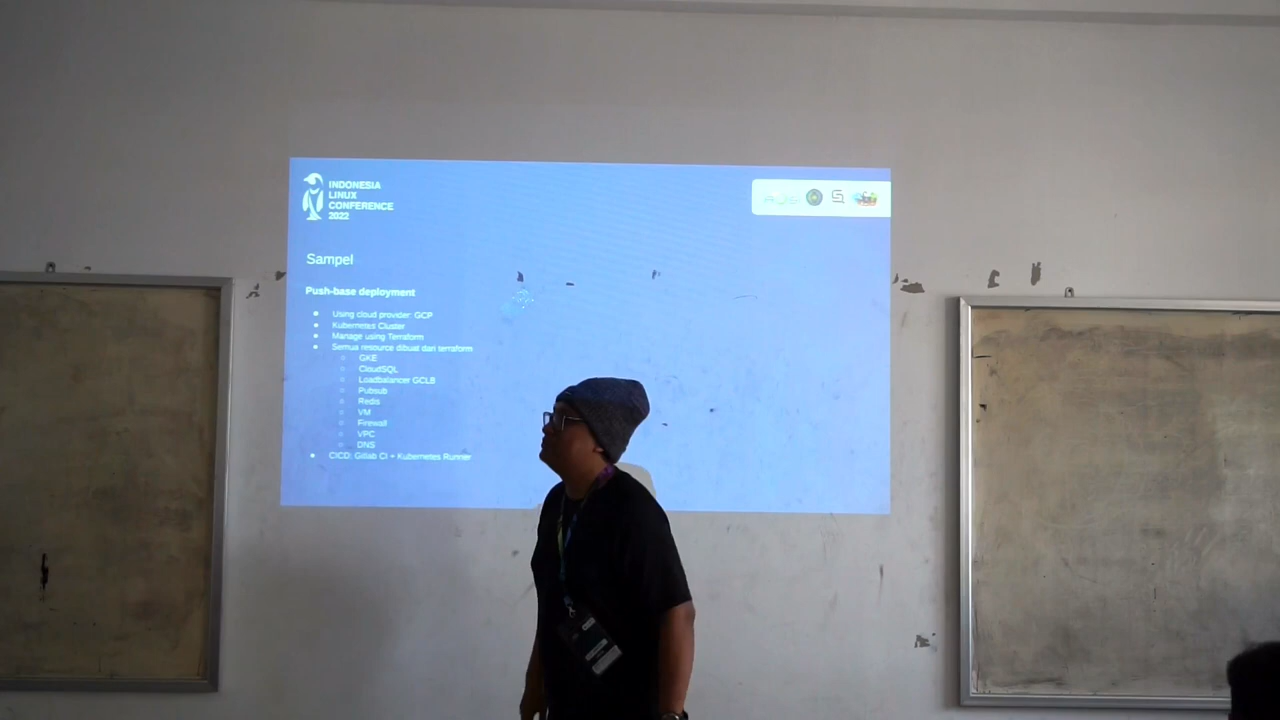 INDONESIA
LINUX
CONFERENCE
2022
Sampel
Push-base deployment
Using cloud provider: GCP
Kubernetes Cluster
Manage using Terraform
Semua resource dibuat dari terraform
GKE
CloudSQL
Loadbalancer GCLB
Pubsub
Redis
VM
Firewall
VPC
DNS
CICD: Gitlab CI + Kubernetes Runner